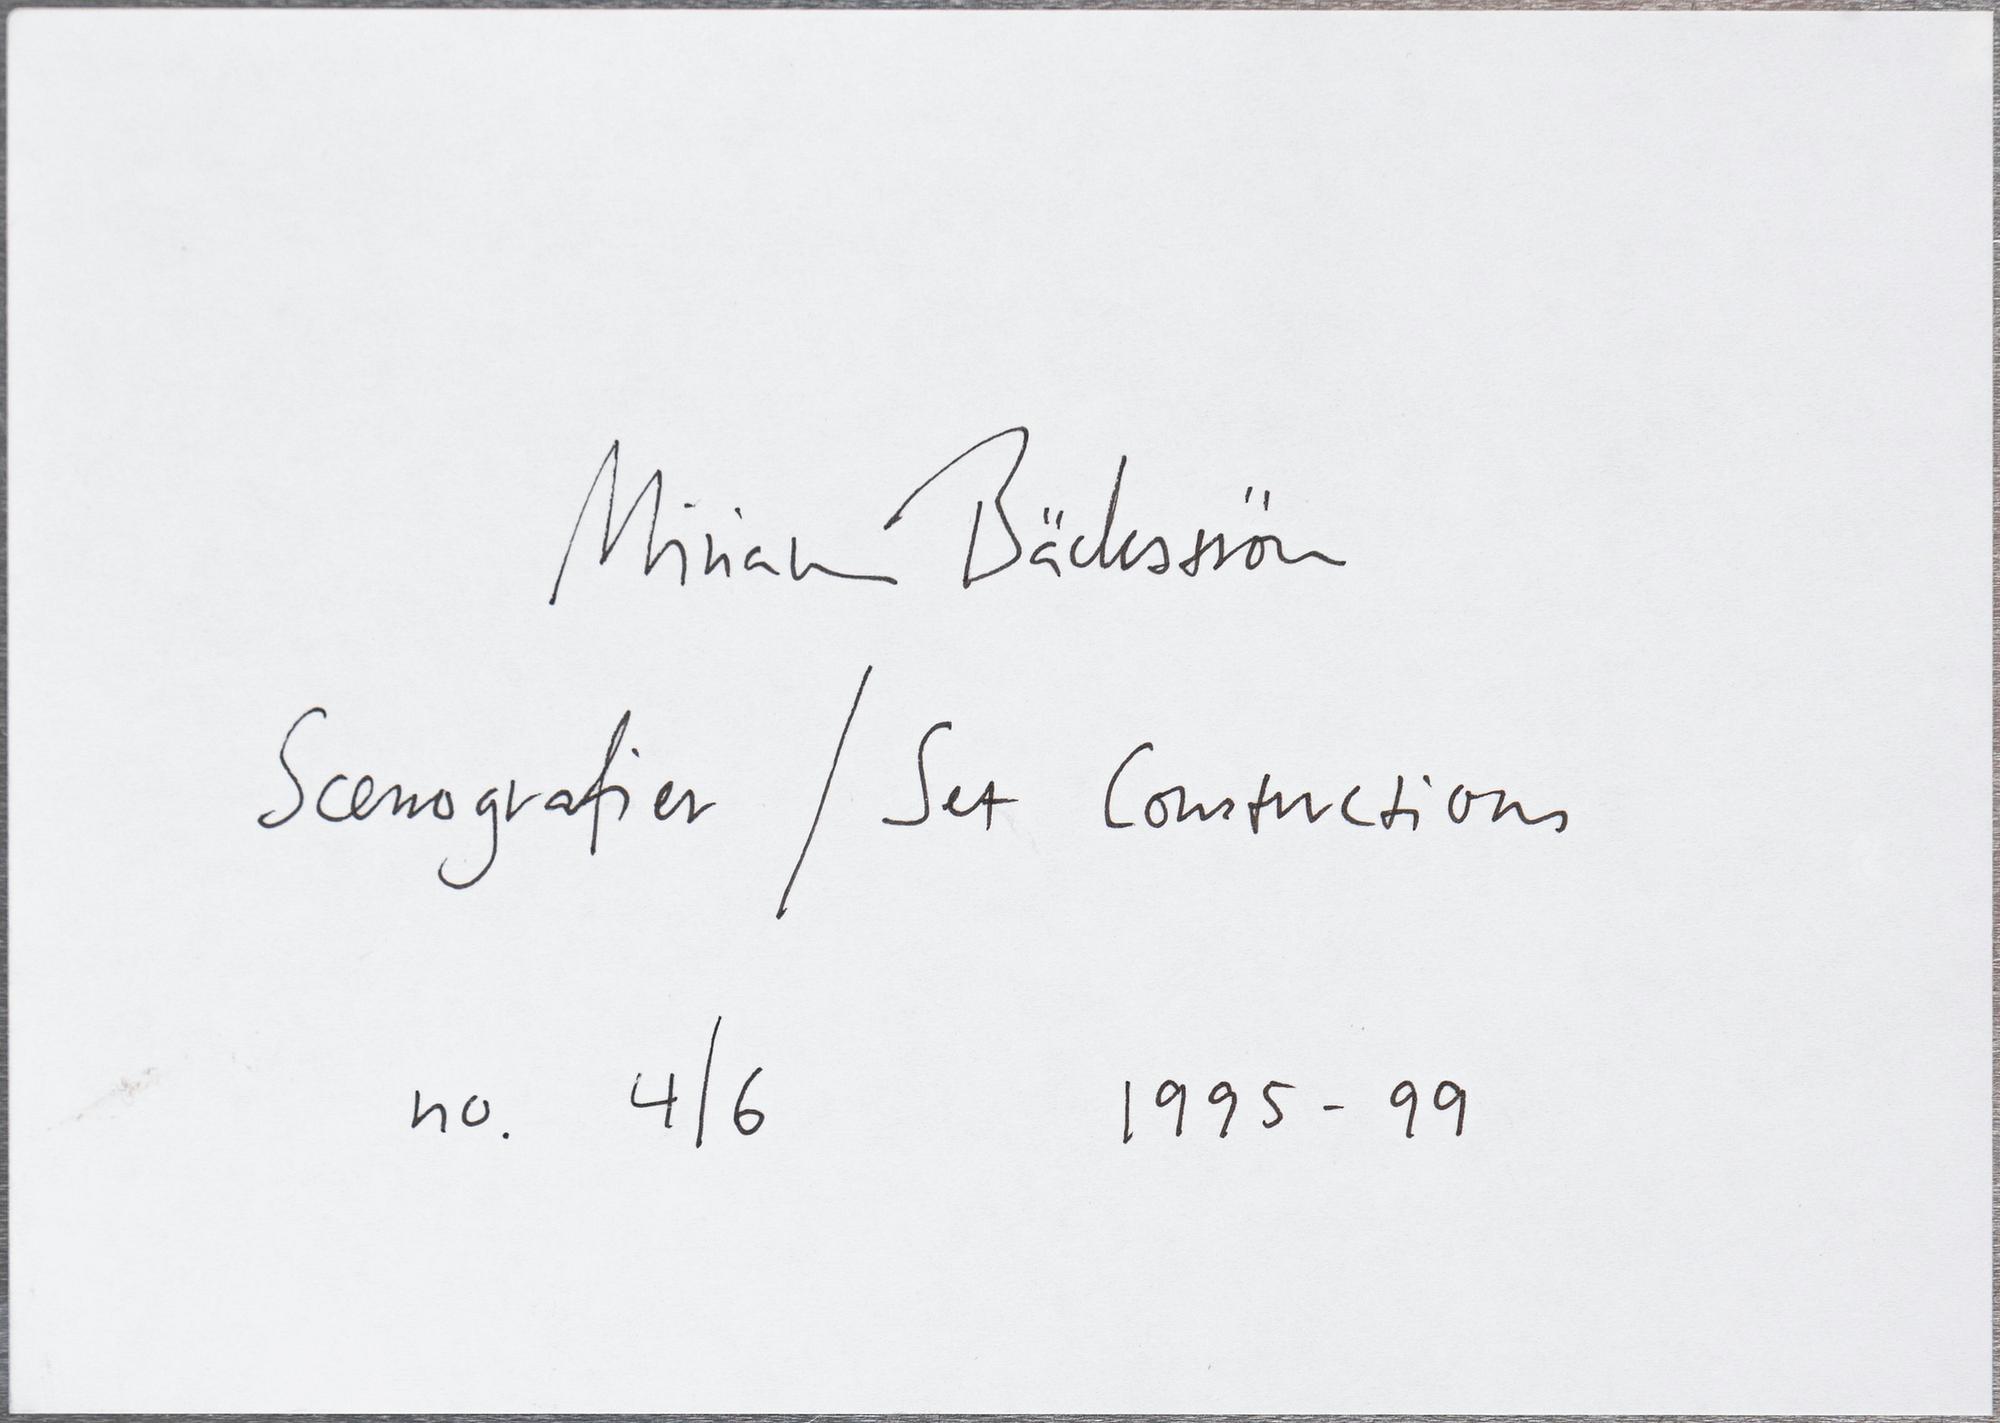 Miriam Bäckström
Scenografier / Set Constructions
no. 4/6 1995-99